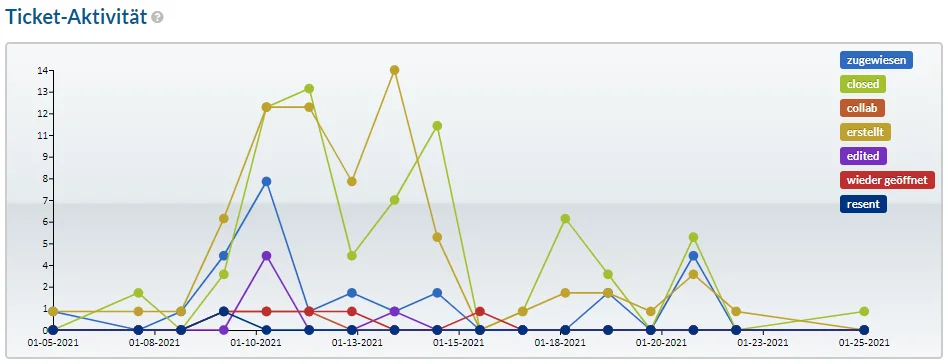 Ticket-Aktivität ?
zugewiesen
closed
collab
erstellt
edited
wieder geöffnet
resent
14
13
12
11
9
8
7
6
5
4
2
1
0
01-05-2021 01-08-2021 01-10-2021 01-13-2021 01-15-2021 01-18-2021 01-20-2021 01-23-2021 01-25-2021